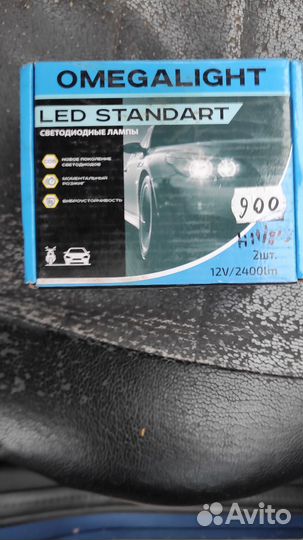 OMEGALIGHT
LED STANDART
СВЕТОДИОДНЫЕ ЛАМПЫ
НОВОЕ ПОКОЛЕНИЕ
СВЕТОДИОДОВ
МОМЕНТАЛЬНЫЙ
РОЗЖИГ
ВИБРОУСТОЙЧИВОСТЬ
900
2шт.
12V/2400lm
Avito